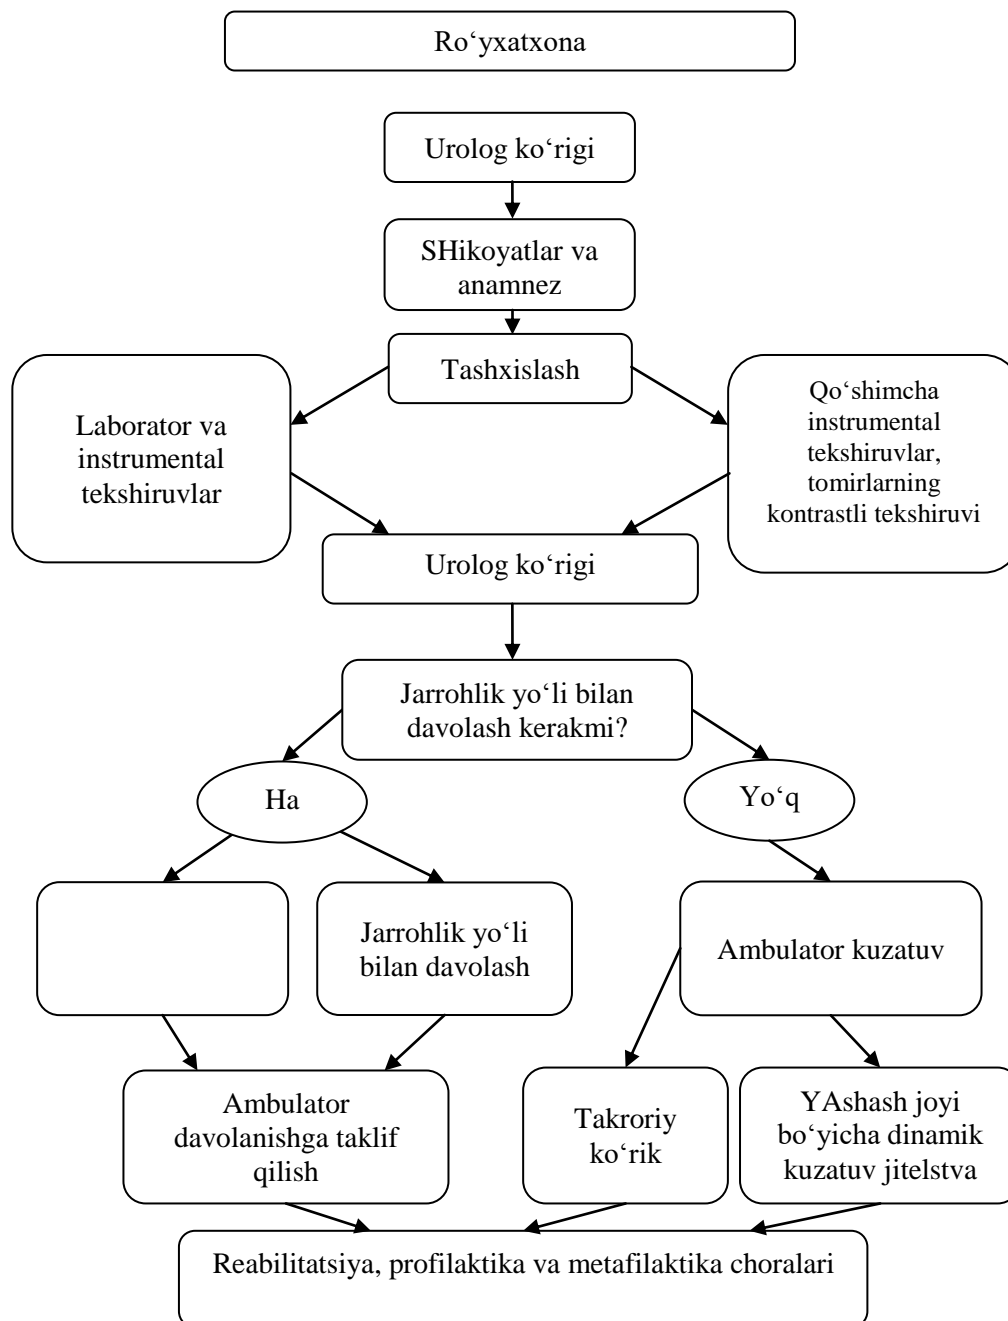 Ro‘yxatxona
Urolog ko‘rigi
SHikoyatlar va
anamnez
Tashxislash
Laborator va
instrumental
tekshiruvlar
Qo‘shimcha
instrumental
tekshiruvlar,
tomirlarning
kontrastli tekshiruvi
Urolog ko‘rigi
Jarrohlik yo‘li bilan
davolash kerakmi?
Ha
Yo‘q
Jarrohlik yo‘li
bilan davolash
Ambulator kuzatuv
Ambulator
davolanishga taklif
qilish
Takroriy
ko‘rik
YAshash joyi
bo‘yicha dinamik
kuzatuv jitelstva
Reabilitatsiya, profilaktika va metafilaktika choralari